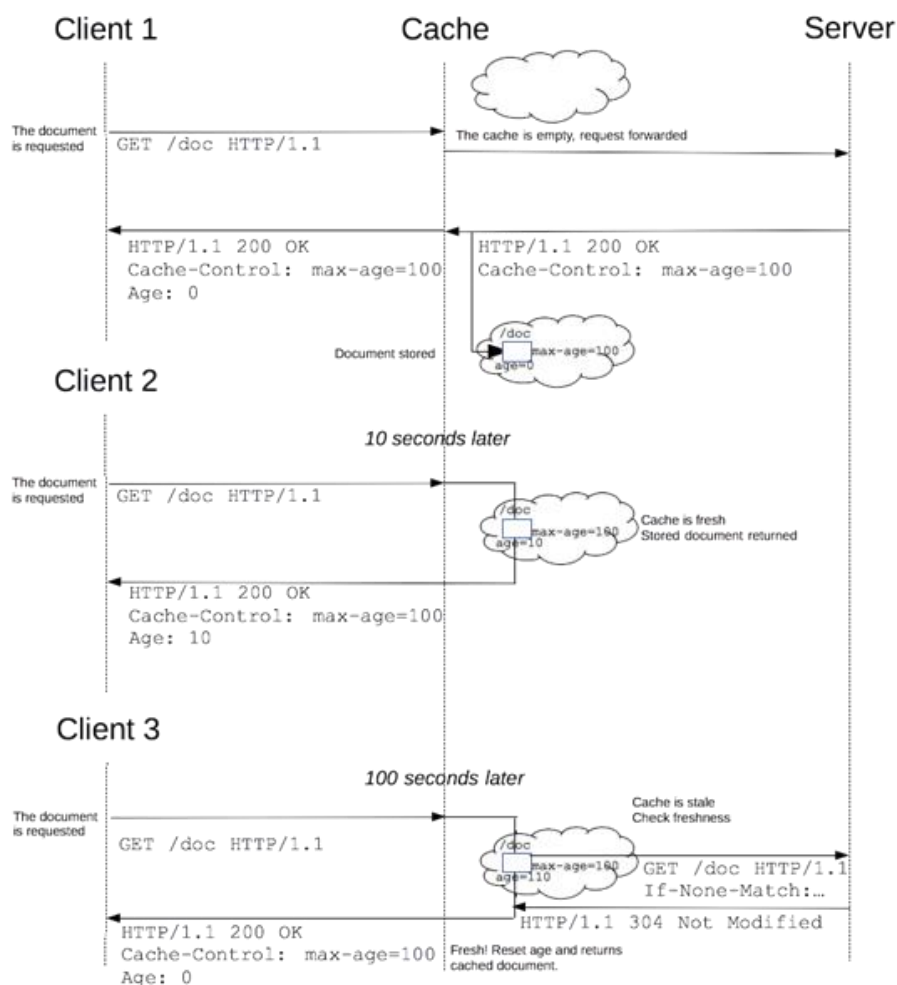 Client 1
Cache
Server
The document
is requested
GET /doc HTTP/1.1
The cache is empty, request forwarded
HTTP/1.1 200 OK
Cache-Control: max-age=100
Age: 0
HTTP/1.1 200 OK
Cache-Control: max-age=100
Document stored
/doc
max-age=100
age=0
Client 2
10 seconds later
The document
is requested
GET /doc HTTP/1.1
/doc
max-age=100
age=10
Cache is fresh
Stored document returned
HTTP/1.1 200 OK
Cache-Control: max-age=100
Age: 10
Client 3
100 seconds later
The document
is requested
GET /doc HTTP/1.1
Cache is stale
Check freshness
/doc
max-age=100
age=110
GET /doc HTTP/1.1
If-None-Match:…
HTTP/1.1 304 Not Modified
HTTP/1.1 200 OK
Cache-Control: max-age=100
Age: 0
Fresh! Reset age and returns
cached document.